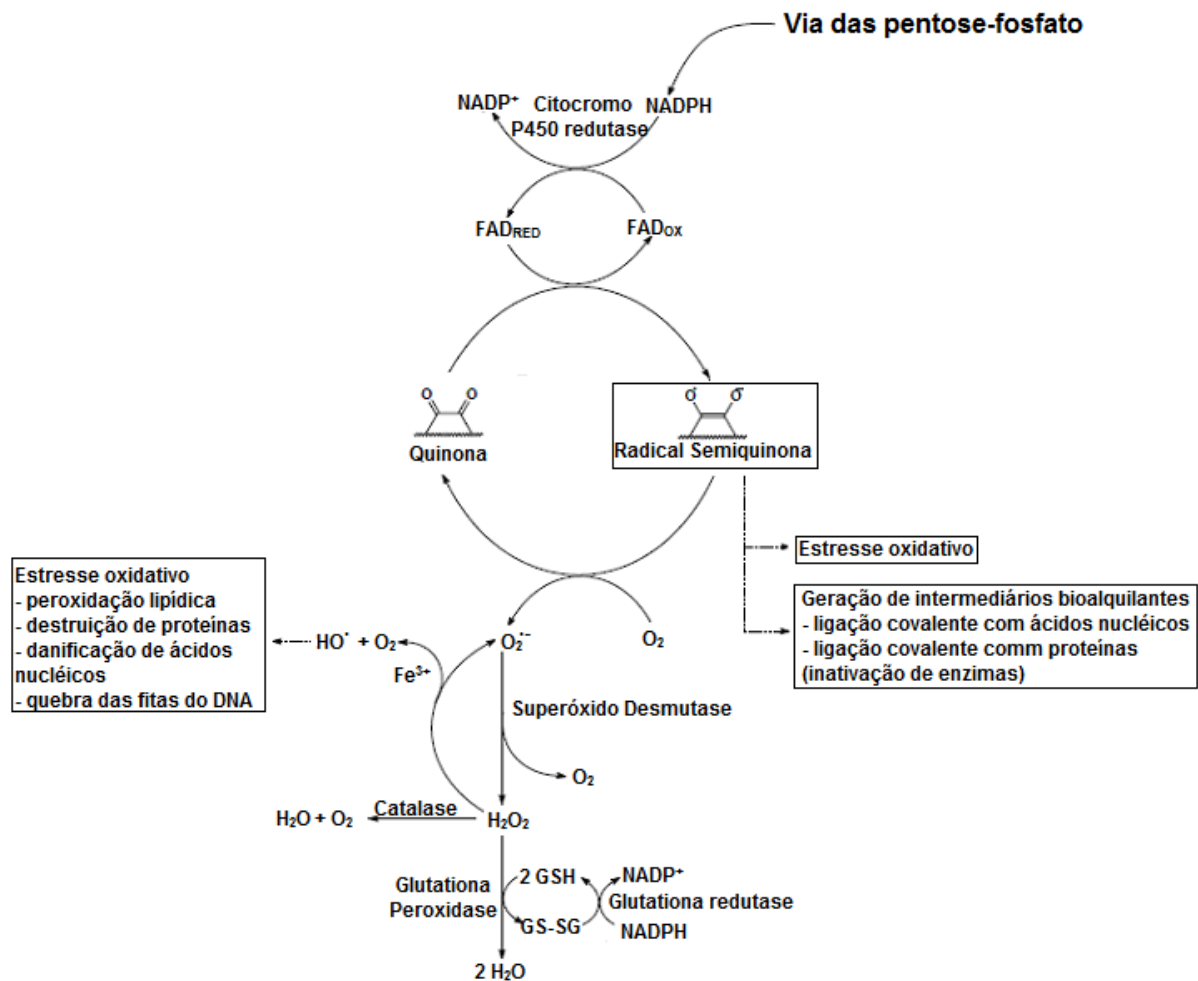 Via das pentose-fosfato
NADP⁺ Citocromo NADPH
P450 redutase
FAD_RED FAD_OX
O O O˙ O⁻
Quinona Radical Semiquinona
Estresse oxidativo
Geração de intermediários bioalquilantes
- ligação covalente com ácidos nucléicos
- ligação covalente comm proteínas
(inativação de enzimas)
Estresse oxidativo
- peroxidação lipídica
- destruição de proteínas
- danificação de ácidos
nucléicos
- quebra das fitas do DNA
HO˙ + O₂ O₂˙⁻ O₂
Fe³⁺
Superóxido Desmutase
O₂
H₂O + O₂ Catalase H₂O₂
Glutationa
Peroxidase
2 GSH NADP⁺
Glutationa redutase
GS-SG NADPH
2 H₂O